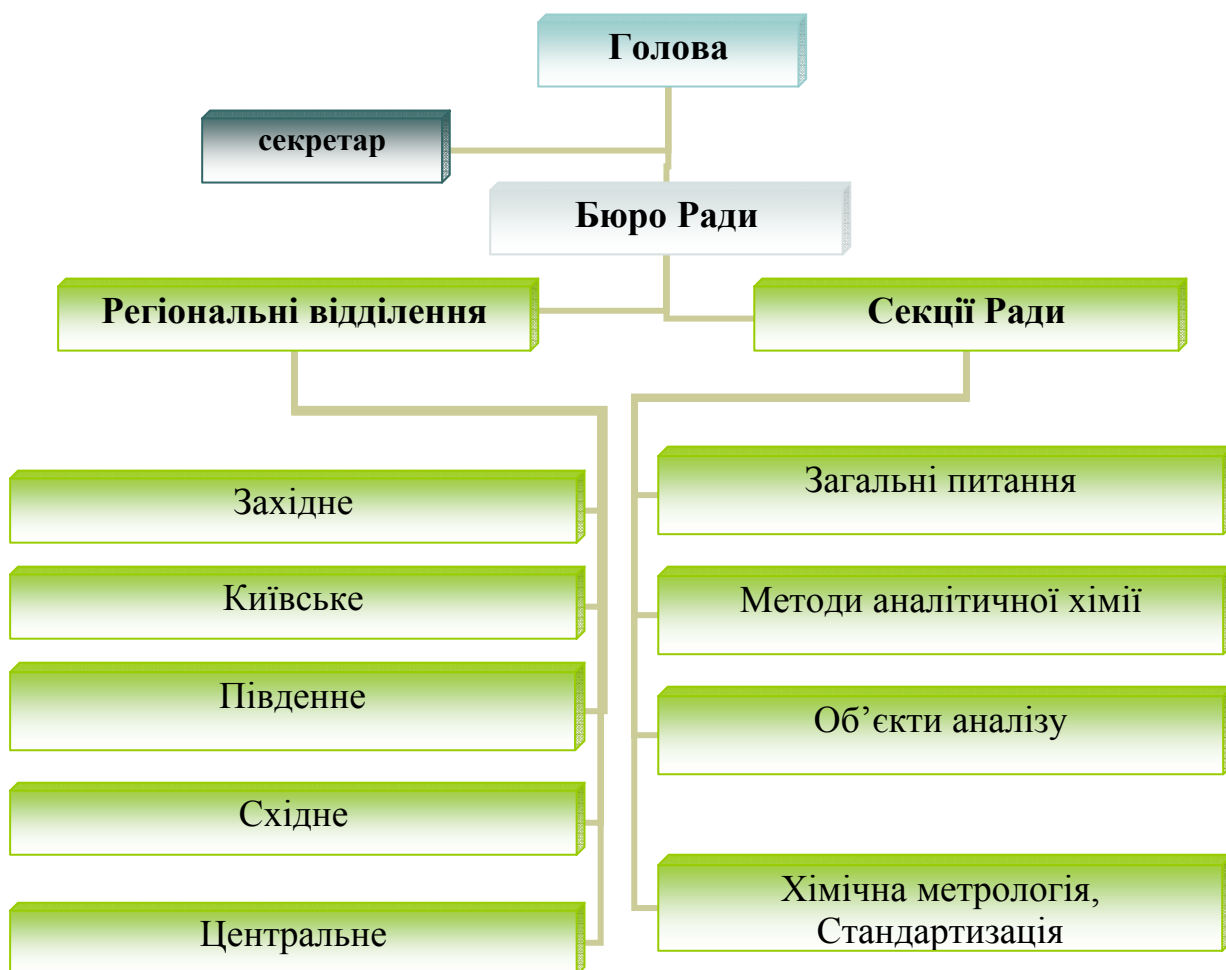 Голова
секретар
Бюро Ради
Регіональні відділення
Західне
Київське
Південне
Східне
Центральне
Секції Ради
Загальні питання
Методи аналітичної хімії
Об’єкти аналізу
Хімічна метрологія,
Стандартизація